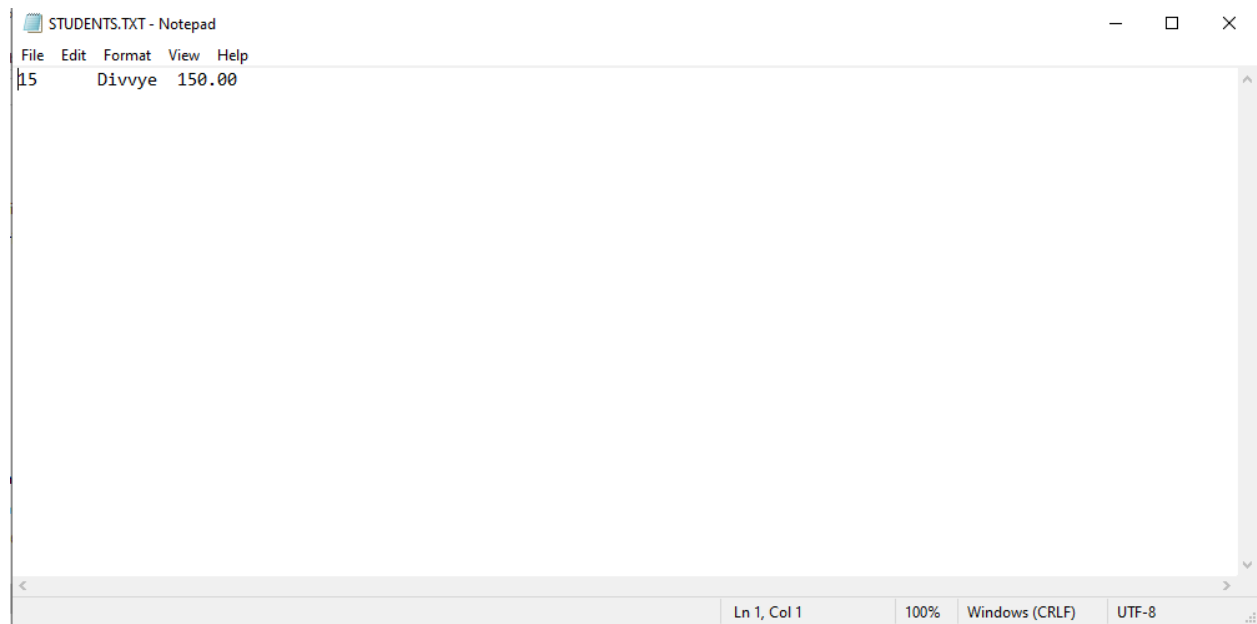 STUDENTS.TXT - Notepad
File Edit Format View Help
15      Divvye  150.00
Ln 1, Col 1 100% Windows (CRLF) UTF-8